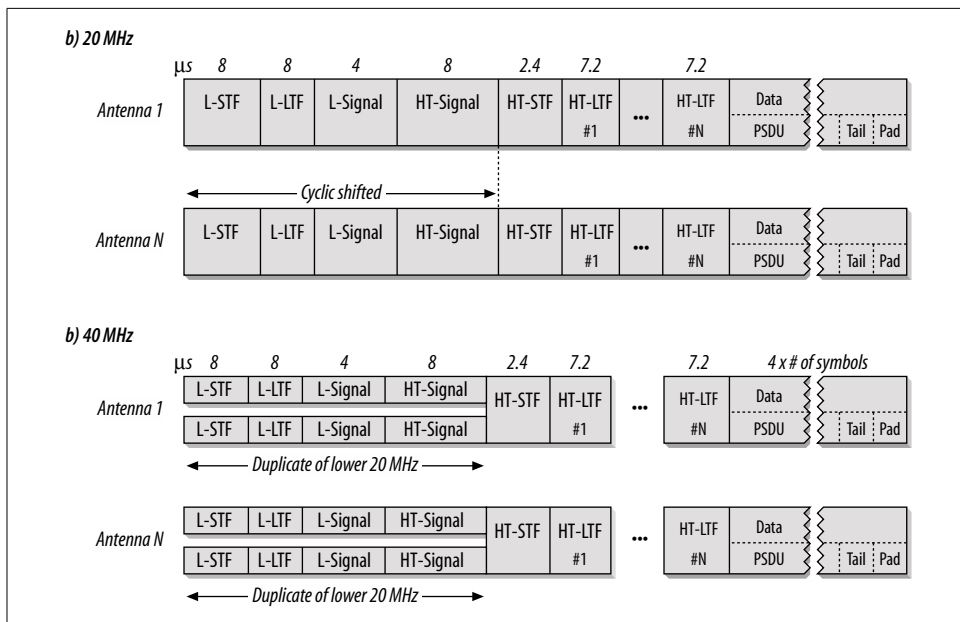 b) 20 MHz
μs 8 8 4 8 2.4 7.2 7.2
Antenna 1 L-STF L-LTF L-Signal HT-Signal HT-STF HT-LTF #1 ... HT-LTF #N Data PSDU Tail Pad
Cyclic shifted
Antenna N L-STF L-LTF L-Signal HT-Signal HT-STF HT-LTF #1 ... HT-LTF #N Data PSDU Tail Pad
b) 40 MHz
μs 8 8 4 8 2.4 7.2 7.2 4 x # of symbols
Antenna 1 L-STF L-LTF L-Signal HT-Signal HT-STF HT-LTF #1 ... HT-LTF #N Data PSDU Tail Pad
L-STF L-LTF L-Signal HT-Signal
Duplicate of lower 20 MHz
Antenna N L-STF L-LTF L-Signal HT-Signal HT-STF HT-LTF #1 ... HT-LTF #N Data PSDU Tail Pad
L-STF L-LTF L-Signal HT-Signal
Duplicate of lower 20 MHz